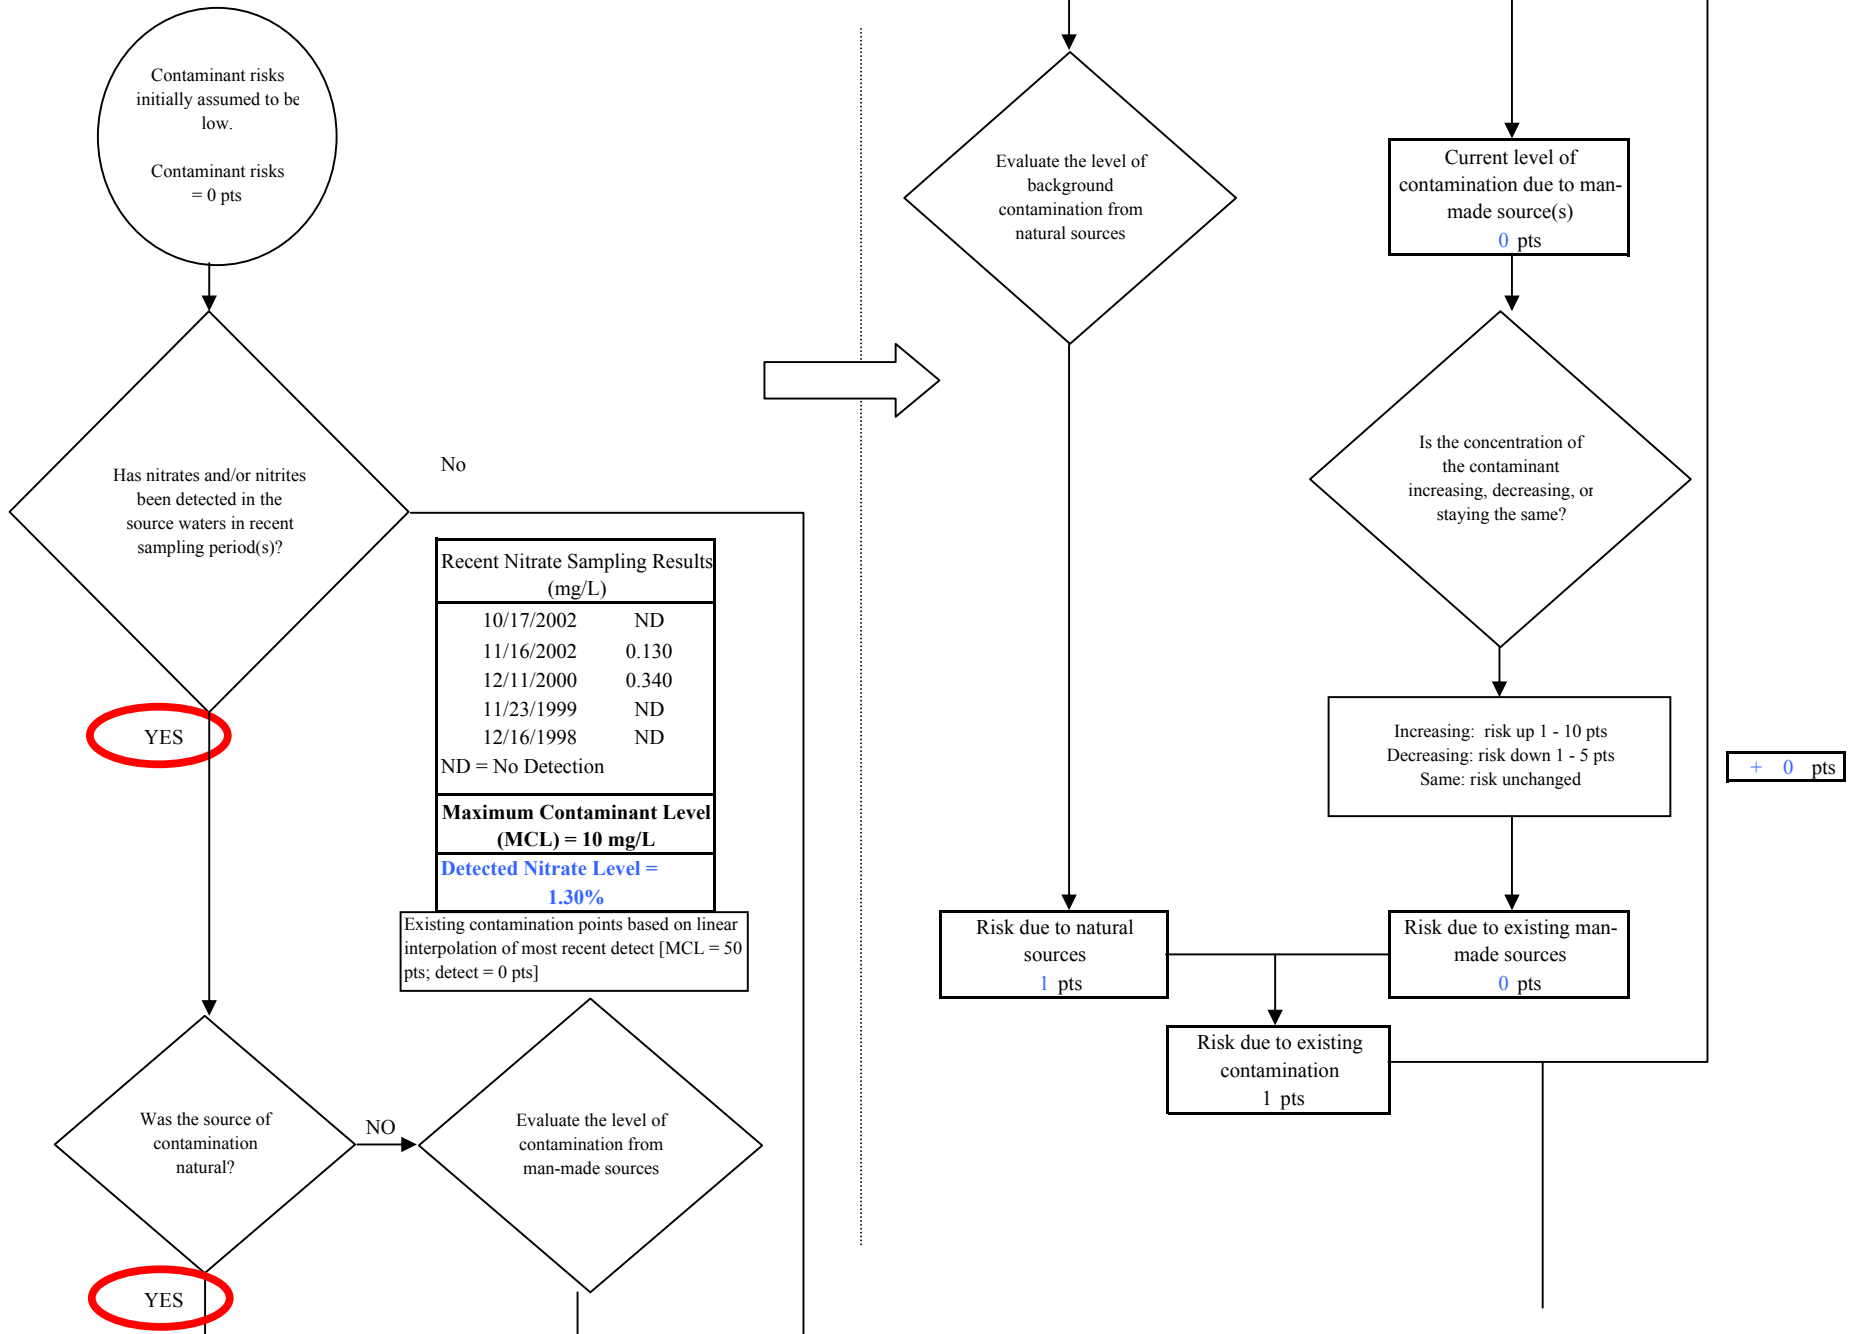 Contaminant risks
initially assumed to be
low.
Contaminant risks
= 0 pts
Has nitrates and/or nitrites
been detected in the
source waters in recent
sampling period(s)?
No
YES
Recent Nitrate Sampling Results
(mg/L)
10/17/2002 ND
11/16/2002 0.130
12/11/2000 0.340
11/23/1999 ND
12/16/1998 ND
ND = No Detection
Maximum Contaminant Level
(MCL) = 10 mg/L
Detected Nitrate Level =
1.30%
Existing contamination points based on linear
interpolation of most recent detect [MCL = 50
pts; detect = 0 pts]
Was the source of
contamination
natural?
NO
Evaluate the level of
contamination from
man-made sources
YES
Evaluate the level of
background
contamination from
natural sources
Current level of
contamination due to man-
made source(s)
0 pts
Is the concentration of
the contaminant
increasing, decreasing, or
staying the same?
Increasing: risk up 1 - 10 pts
Decreasing: risk down 1 - 5 pts
Same: risk unchanged
+ 0 pts
Risk due to natural
sources
1 pts
Risk due to existing man-
made sources
0 pts
Risk due to existing
contamination
1 pts